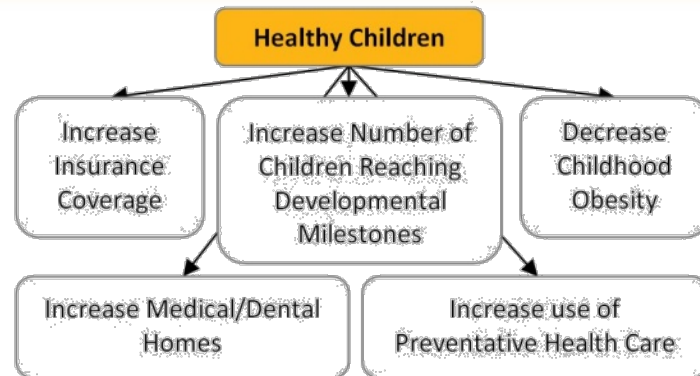 Healthy Children
Increase
Insurance
Coverage
Increase Number of
Children Reaching
Developmental
Milestones
Decrease
Childhood
Obesity
Increase Medical/Dental
Homes
Increase use of
Preventative Health Care